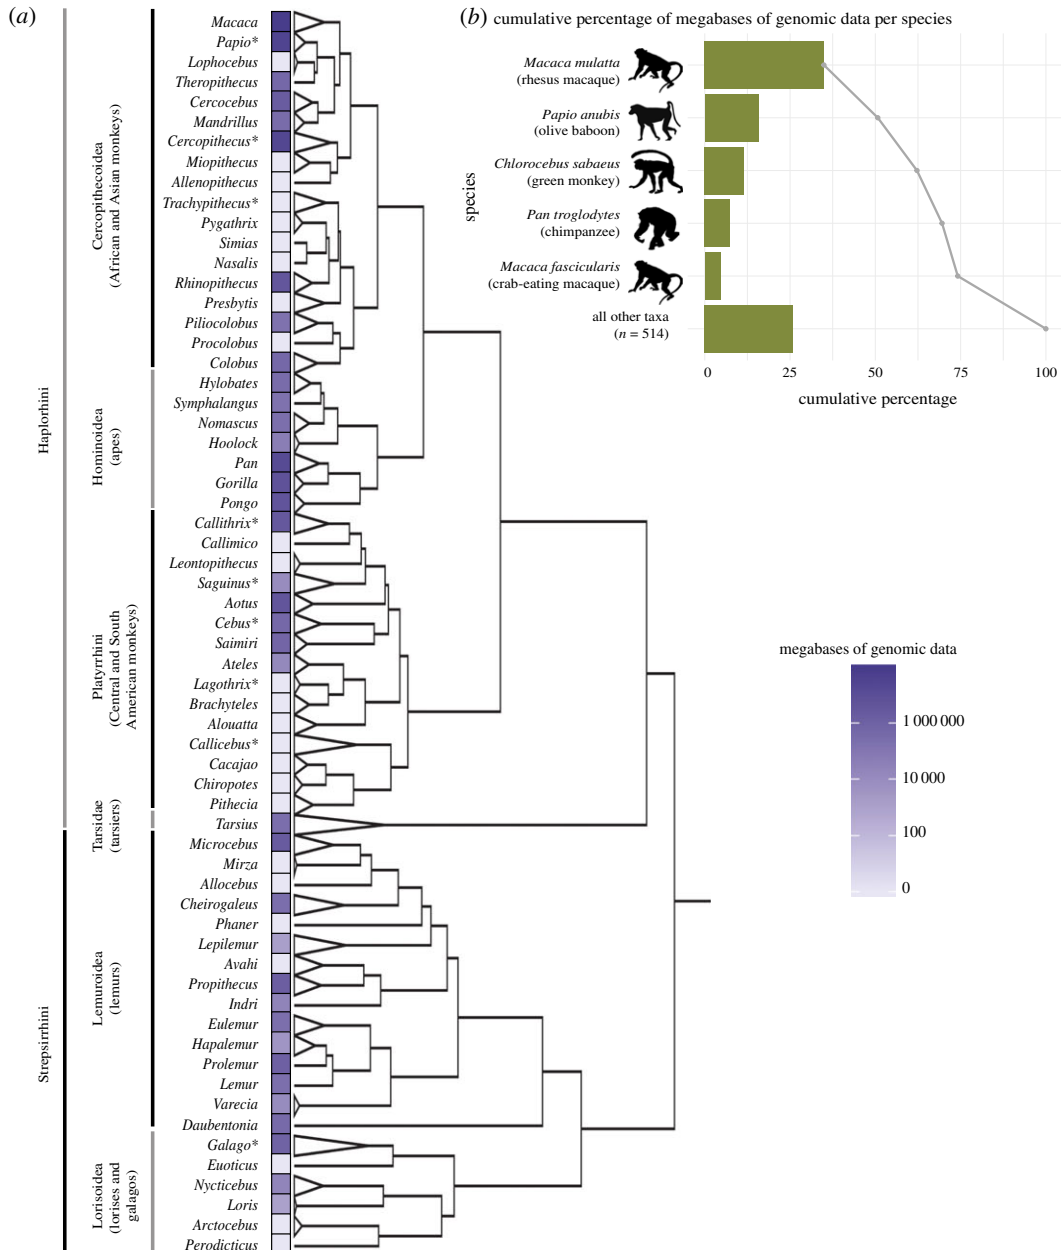 (a)
Haplorhini
Strepsirrhini
Cercopithecoidea
(African and Asian monkeys)
Hominoidea
(apes)
Platyrrhini
(Central and South
American monkeys)
Tarsidae
(tarsiers)
Lemuroidea
(lemurs)
Lorisoidea
(lorises and
galagos)
Macaca
Papio*
Lophocebus
Theropithecus
Cercocebus
Mandrillus
Cercopithecus*
Miopithecus
Allenopithecus
Trachypithecus*
Pygathrix
Simias
Nasalis
Rhinopithecus
Presbytis
Piliocolobus
Procolobus
Colobus
Hylobates
Symphalangus
Nomascus
Hoolock
Pan
Gorilla
Pongo
Callithrix*
Callimico
Leontopithecus
Saguinus*
Aotus
Cebus*
Saimiri
Ateles
Lagothrix*
Brachyteles
Alouatta
Callicebus*
Cacajao
Chiropotes
Pithecia
Tarsius
Microcebus
Mirza
Allocebus
Cheirogaleus
Phaner
Lepilemur
Avahi
Propithecus
Indri
Eulemur
Hapalemur
Prolemur
Lemur
Varecia
Daubentonia
Galago*
Euoticus
Nycticebus
Loris
Arctocebus
Perodicticus
(b) cumulative percentage of megabases of genomic data per species
species
Macaca mulatta
(rhesus macaque)
Papio anubis
(olive baboon)
Chlorocebus sabaeus
(green monkey)
Pan troglodytes
(chimpanzee)
Macaca fascicularis
(crab-eating macaque)
all other taxa
(n = 514)
0 25 50 75 100
cumulative percentage
megabases of genomic data
1 000 000
10 000
100
0